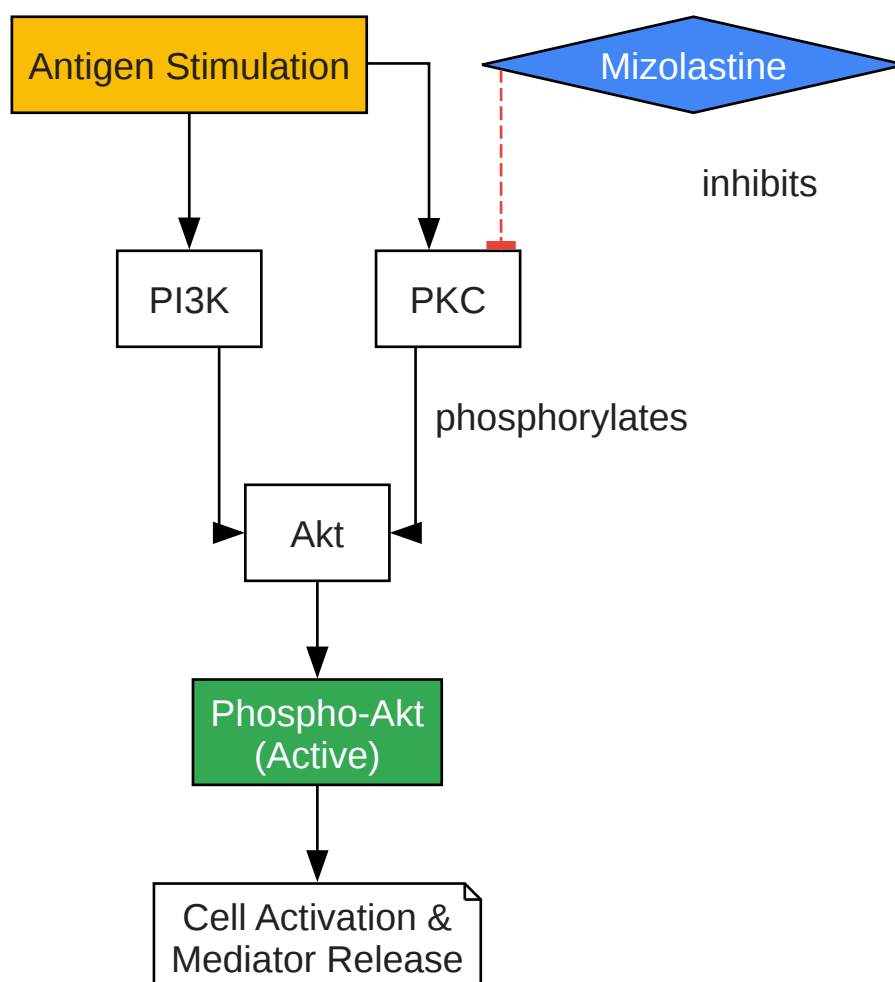 Antigen Stimulation
Mizolastine
inhibits
PI3K
PKC
phosphorylates
Akt
Phospho-Akt
(Active)
Cell Activation &
Mediator Release